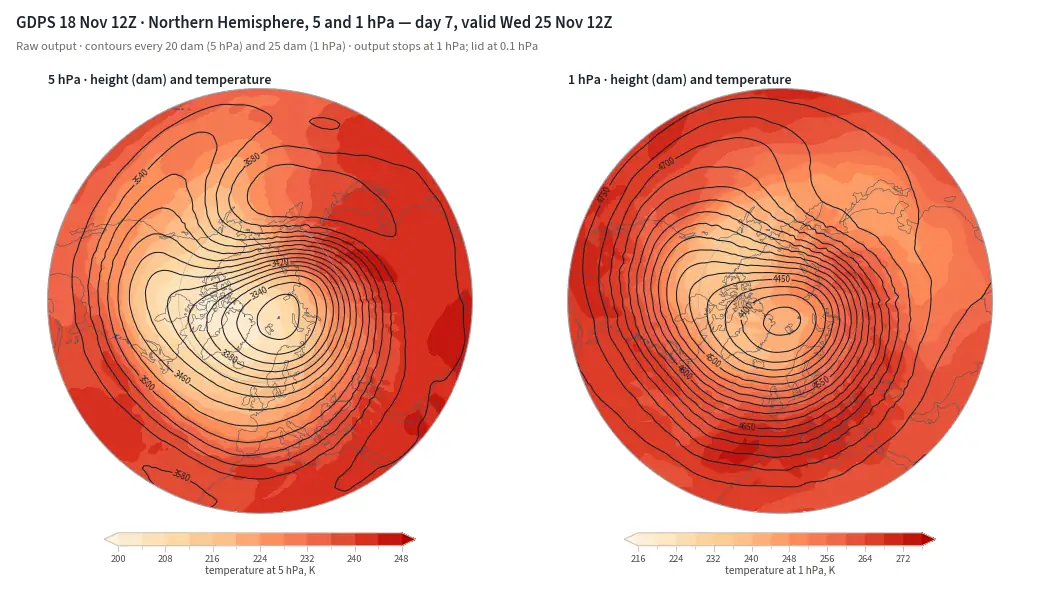 GDPS 18 Nov 12Z · Northern Hemisphere, 5 and 1 hPa — day 7, valid Wed 25 Nov 12Z
Raw output · contours every 20 dam (5 hPa) and 25 dam (1 hPa) · output stops at 1 hPa; lid at 0.1 hPa
5 hPa · height (dam) and temperature
1 hPa · height (dam) and temperature
3680
3640
3420
3340
3380
3460
3500
3580
4700
4750
4450
4500
4600
4550
4650
200 208 216 224 232 240 248
temperature at 5 hPa, K
216 224 232 240 248 256 264 272
temperature at 1 hPa, K